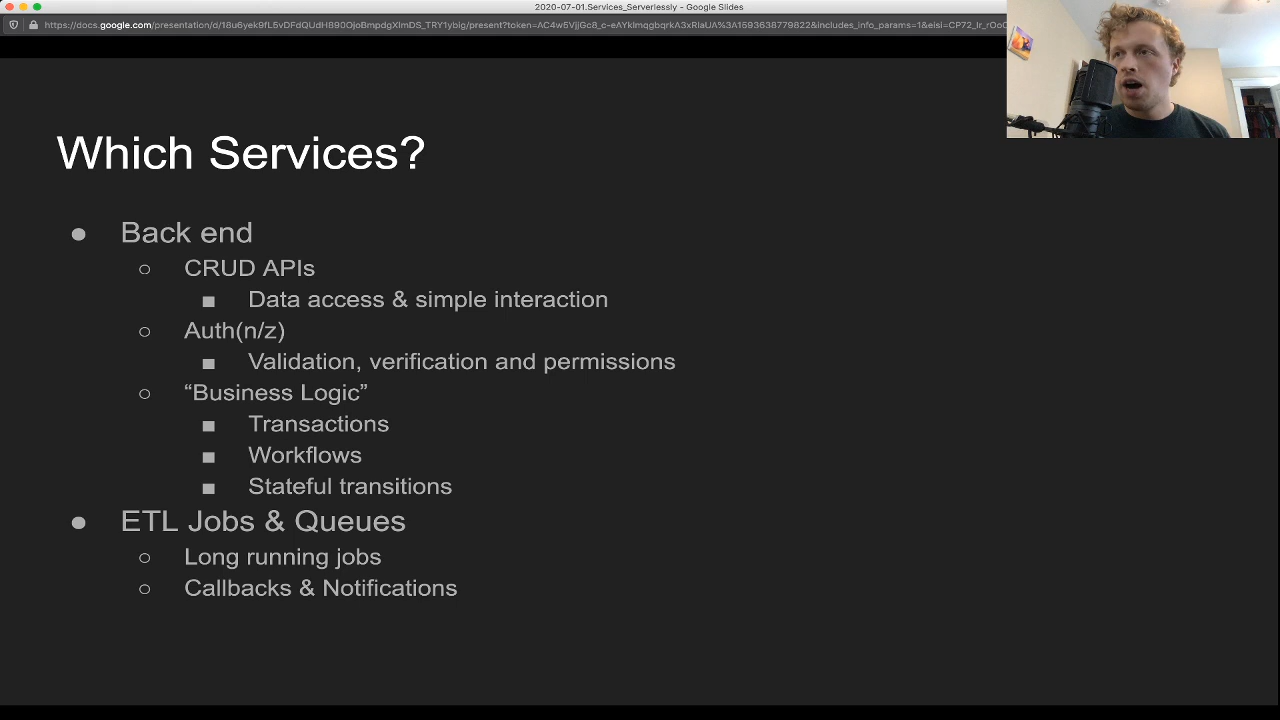 2020-07-01.Services_Serverlessly - Google Slides
Which Services?
● Back end
○ CRUD APIs
■ Data access & simple interaction
○ Auth(n/z)
■ Validation, verification and permissions
○ “Business Logic”
■ Transactions
■ Workflows
■ Stateful transitions
● ETL Jobs & Queues
○ Long running jobs
○ Callbacks & Notifications